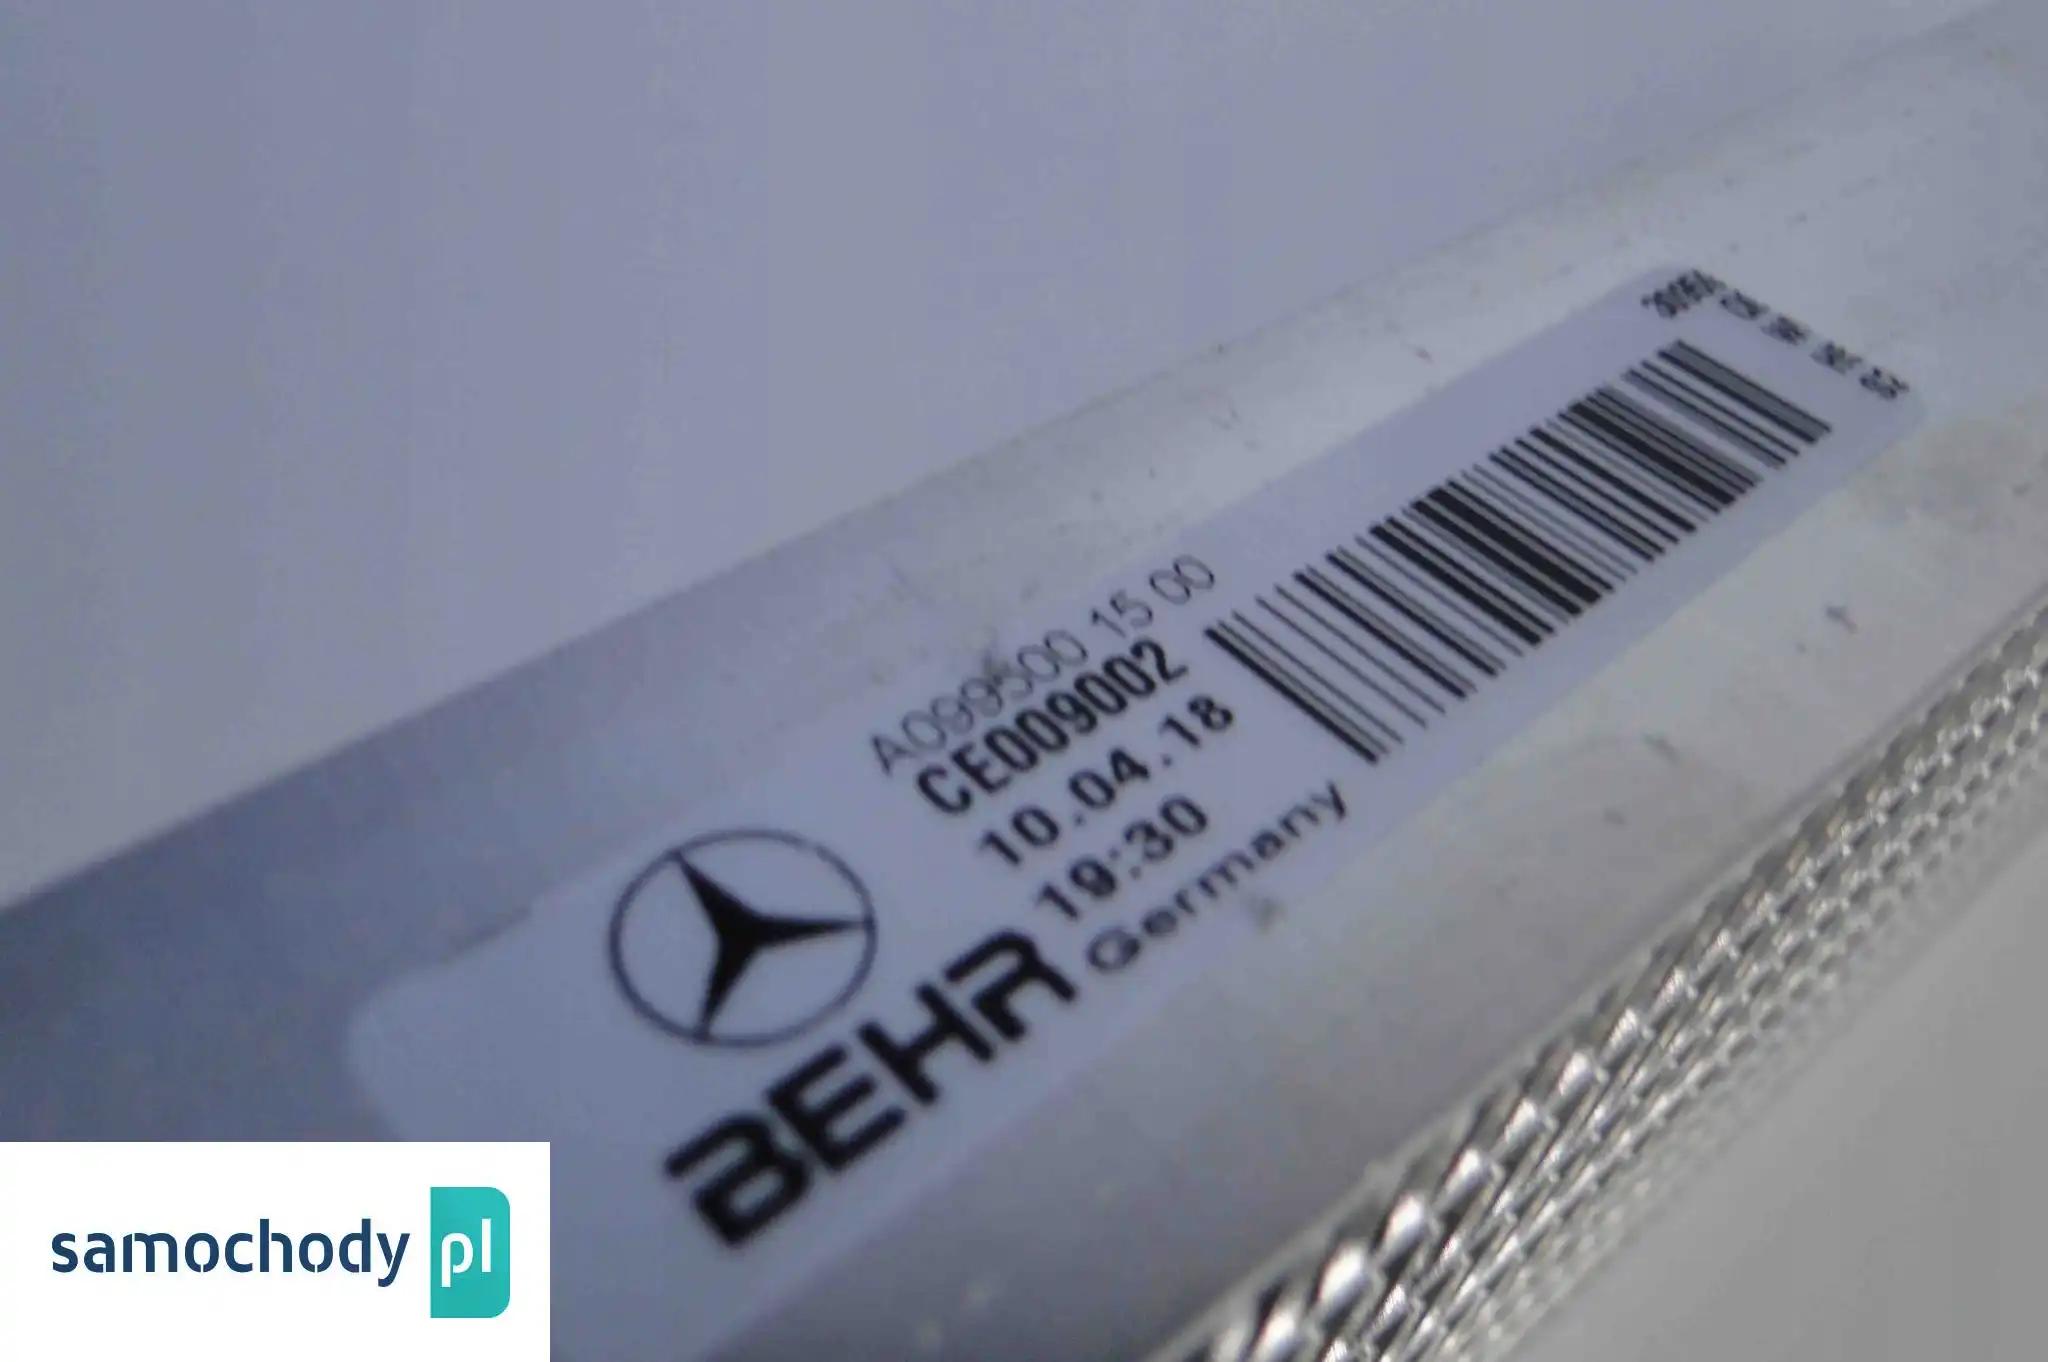 A099500 15 00
CE009002
10.04.18
19:30
BEHR
Germany
samochody pl